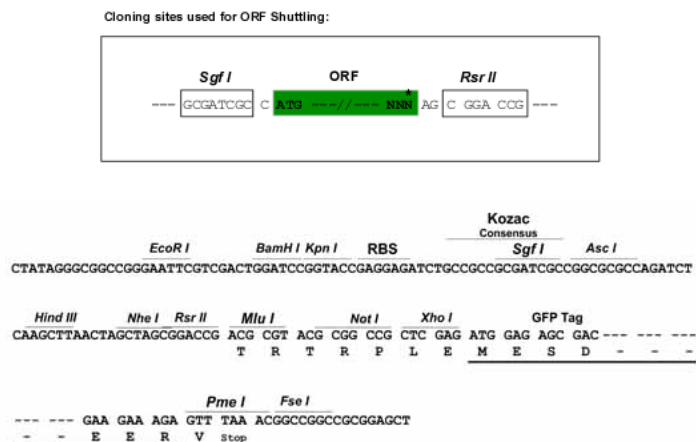 Cloning sites used for ORF Shuttling:
Sgf I ORF Rsr II
--- GCGATCGC C ATG ---//--- NNN* AG C GGA CCG ---
Kozac
Consensus
EcoR I BamH I Kpn I RBS Sgf I Asc I
CTATAGGGCGGCCGGGAATTCGTCGACTGGATCCGGTACCGAGGAGATCTGCCGCCGCGATCGCCGGCGCGCCAGATCT
Hind III Nhe I Rsr II Mlu I Not I Xho I GFP Tag
CAAGCTTAACTAGCTAGCGGACCG ACG CGT ACG CGG CCG CTC GAG ATG GAG AGC GAC --- --- ---
T R T R P L E M E S D - - -
Pme I Fse I
--- --- GAA GAA AGA GTT TAA ACGGCCGGCCGCGGAGCT
- - E E R V Stop